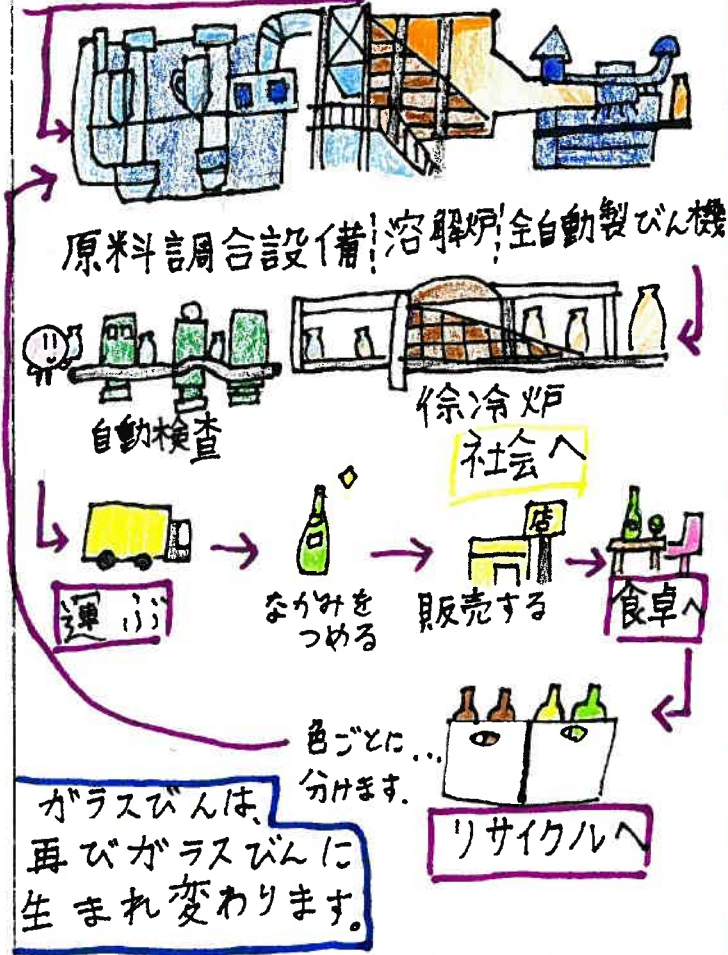 原料調合設備 溶解炉 全自動製びん機
自動検査
徐冷炉
社会へ
運ぶ
なかみを
つめる
店
販売する
食卓へ
色ごとに...
分けます.
リサイクルへ
ガラスびんは、
再びガラスびんに
生まれ変わります。